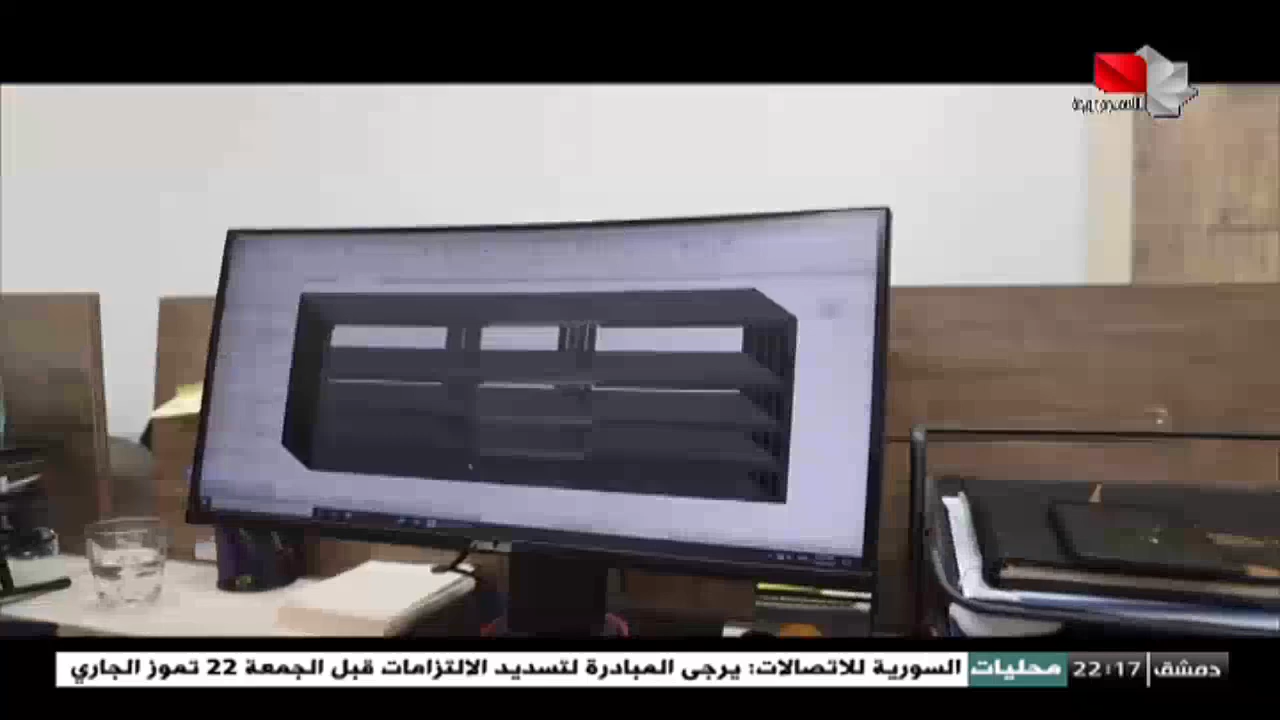 دمشق 22:17 محليات السورية للاتصالات: يرجى المبادرة لتسديد الالتزامات قبل الجمعة 22 تموز الجاري